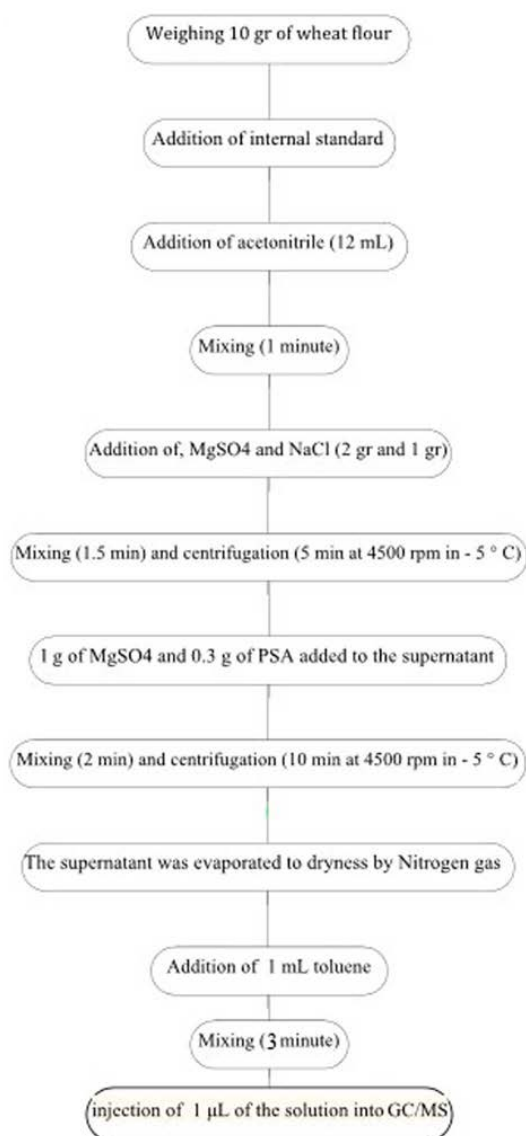 Weighing 10 gr of wheat flour
Addition of internal standard
Addition of acetonitrile (12 mL)
Mixing (1 minute)
Addition of, MgSO4 and NaCl (2 gr and 1 gr)
Mixing (1.5 min) and centrifugation (5 min at 4500 rpm in - 5 ° C)
1 g of MgSO4 and 0.3 g of PSA added to the supernatant
Mixing (2 min) and centrifugation (10 min at 4500 rpm in - 5 ° C)
The supernatant was evaporated to dryness by Nitrogen gas
Addition of 1 mL toluene
Mixing (3 minute)
injection of 1 μL of the solution into GC/MS